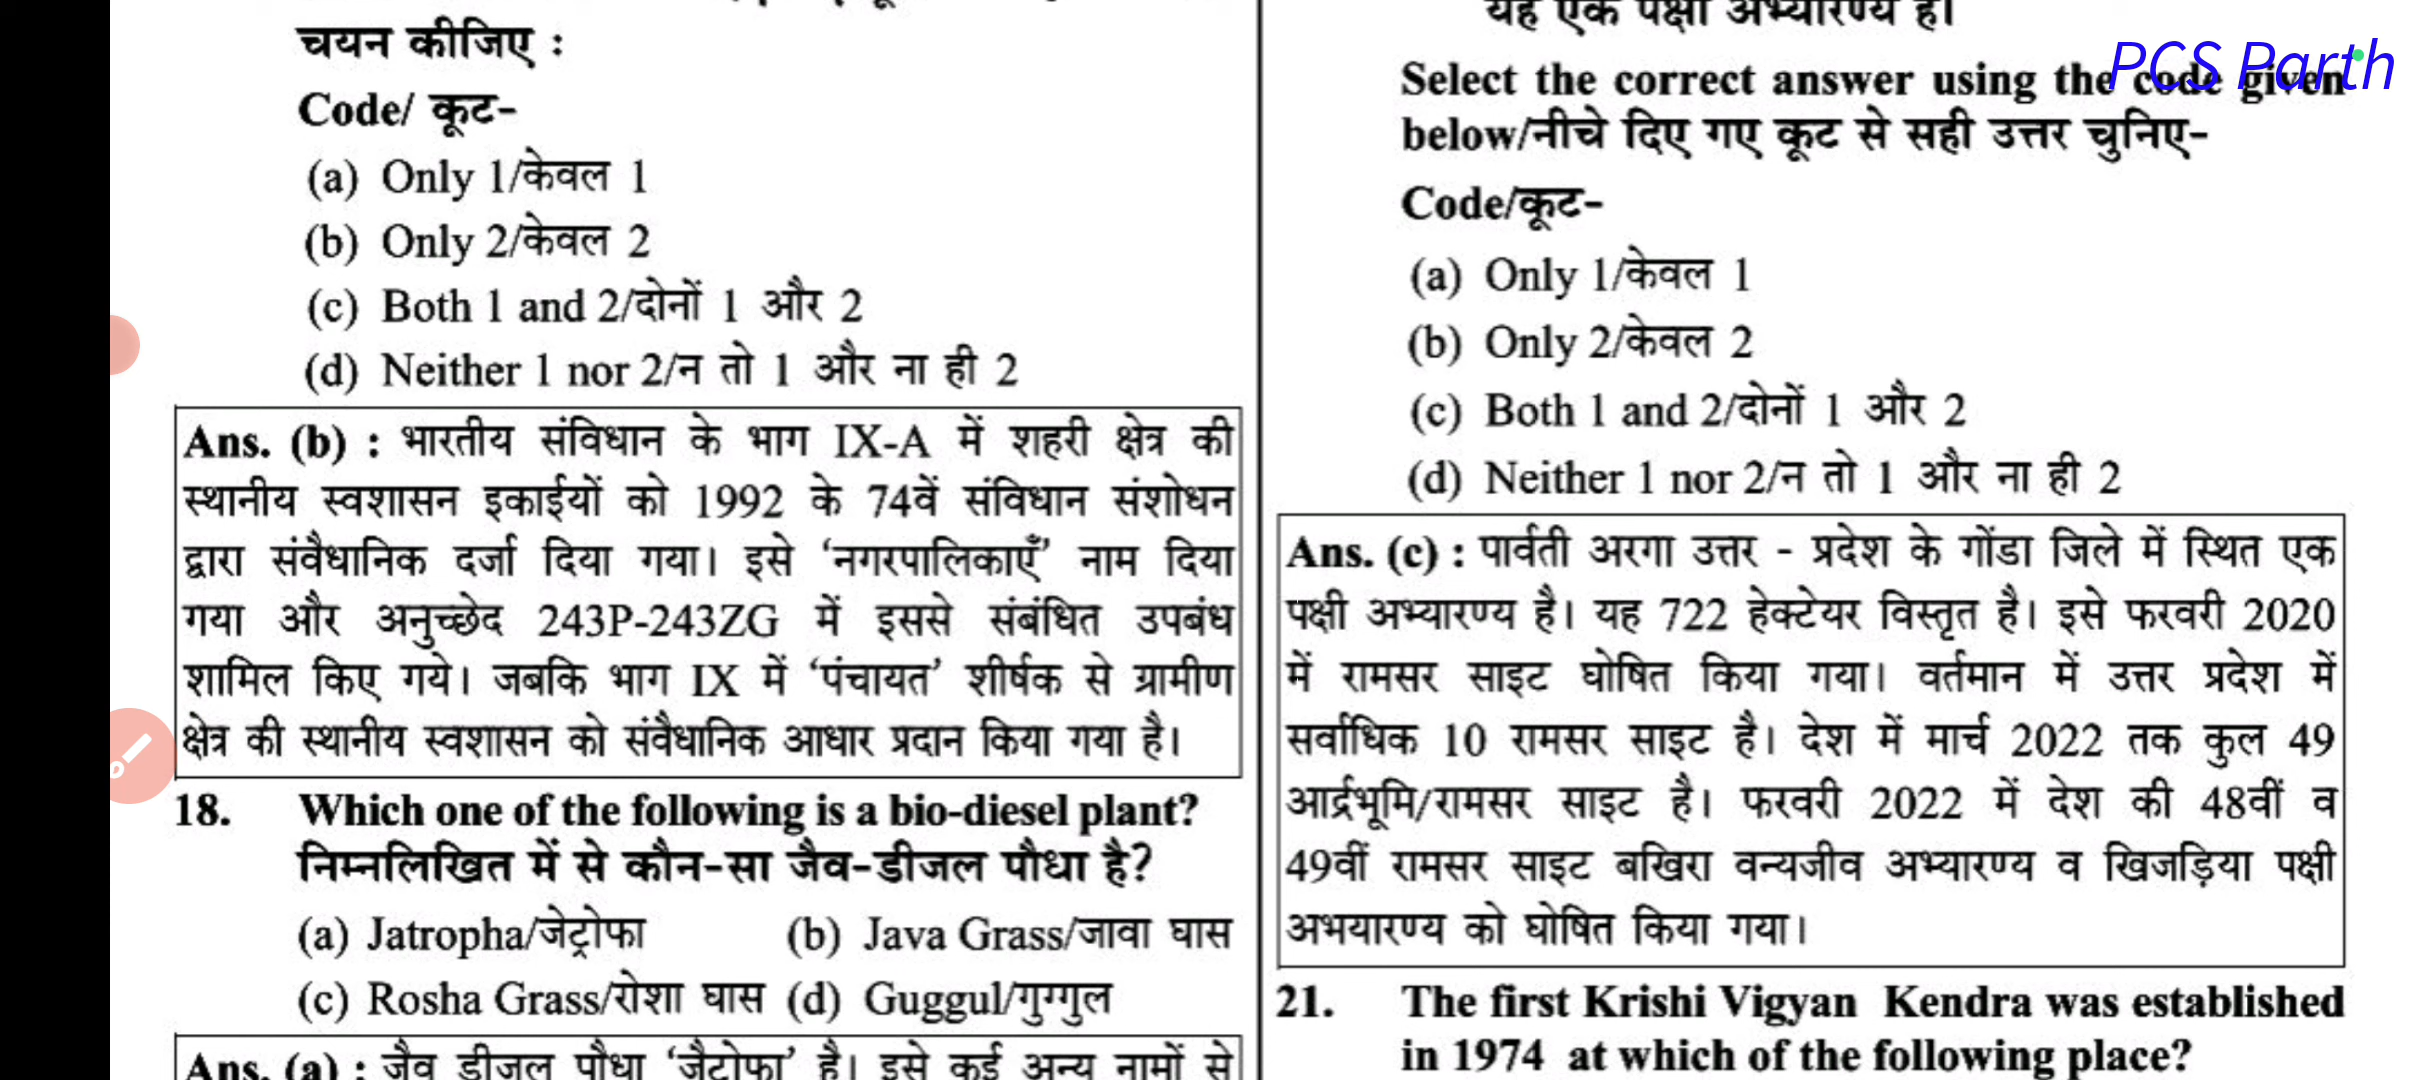 चयन कीजिए :
Code/ कूट-
(a) Only 1/केवल 1
(b) Only 2/केवल 2
(c) Both 1 and 2/दोनों 1 और 2
(d) Neither 1 nor 2/न तो 1 और ना ही 2
Ans. (b) : भारतीय संविधान के भाग IX-A में शहरी क्षेत्र की
स्थानीय स्वशासन इकाईयों को 1992 के 74वें संविधान संशोधन
द्वारा संवैधानिक दर्जा दिया गया। इसे ‘नगरपालिकाएँ’ नाम दिया
गया और अनुच्छेद 243P-243ZG में इससे संबंधित उपबंध
शामिल किए गये। जबकि भाग IX में ‘पंचायत’ शीर्षक से ग्रामीण
क्षेत्र की स्थानीय स्वशासन को संवैधानिक आधार प्रदान किया गया है।
18. Which one of the following is a bio-diesel plant?
निम्नलिखित में से कौन-सा जैव-डीजल पौधा है?
(a) Jatropha/जेट्रोफा (b) Java Grass/जावा घास
(c) Rosha Grass/रोशा घास (d) Guggul/गुग्गुल
Ans. (a) : जैव डीजल पौधा ‘जैट्रोफा’ है। इसे कई अन्य नामों से
यह एक पक्षी अभ्यारण्य है।
PCS Parth
Select the correct answer using the code given
below/नीचे दिए गए कूट से सही उत्तर चुनिए-
Code/कूट-
(a) Only 1/केवल 1
(b) Only 2/केवल 2
(c) Both 1 and 2/दोनों 1 और 2
(d) Neither 1 nor 2/न तो 1 और ना ही 2
Ans. (c) : पार्वती अरगा उत्तर - प्रदेश के गोंडा जिले में स्थित एक
पक्षी अभ्यारण्य है। यह 722 हेक्टेयर विस्तृत है। इसे फरवरी 2020
में रामसर साइट घोषित किया गया। वर्तमान में उत्तर प्रदेश में
सर्वाधिक 10 रामसर साइट है। देश में मार्च 2022 तक कुल 49
आर्द्रभूमि/रामसर साइट है। फरवरी 2022 में देश की 48वीं व
49वीं रामसर साइट बखिरा वन्यजीव अभ्यारण्य व खिजड़िया पक्षी
अभयारण्य को घोषित किया गया।
21. The first Krishi Vigyan Kendra was established
in 1974 at which of the following place?